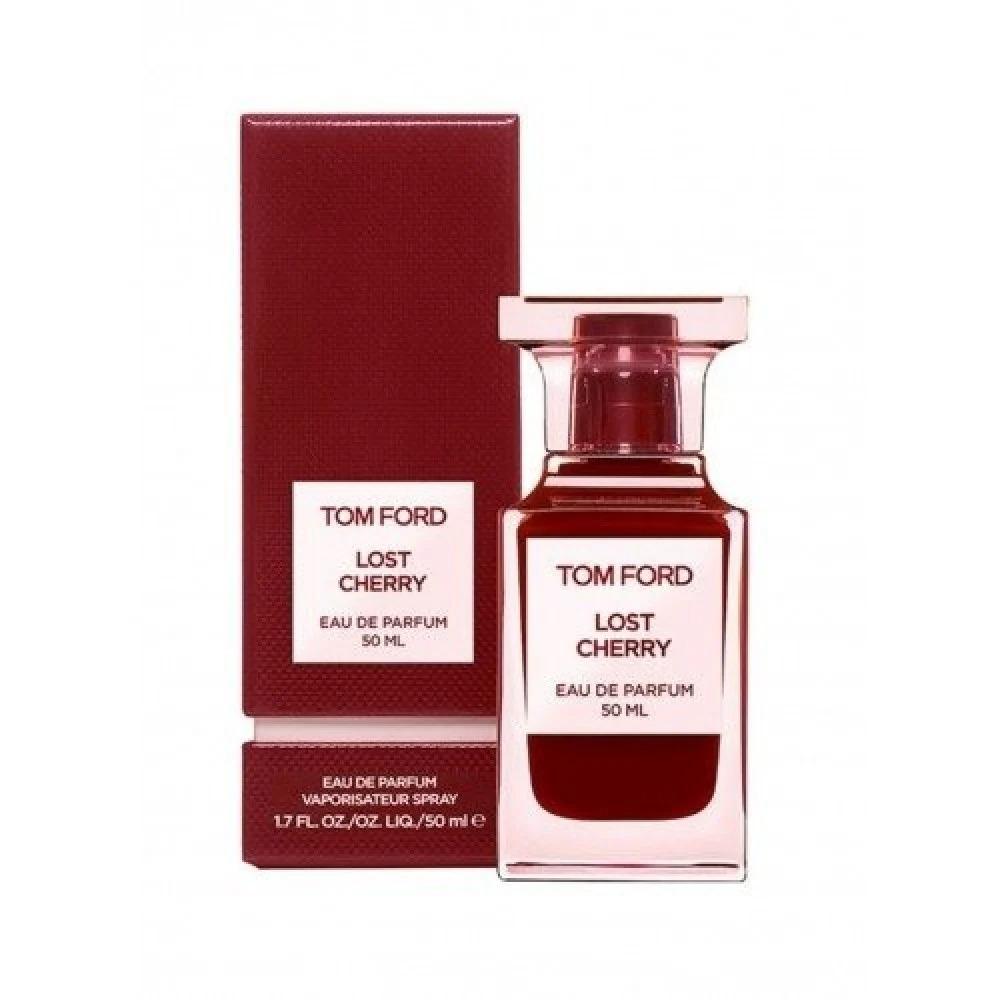 TOM FORD
LOST
CHERRY
EAU DE PARFUM
50 ML
EAU DE PARFUM
VAPORISATEUR SPRAY
1.7 FL. OZ./OZ. LIQ./50 ml ℮
TOM FORD
LOST
CHERRY
EAU DE PARFUM
50 ML